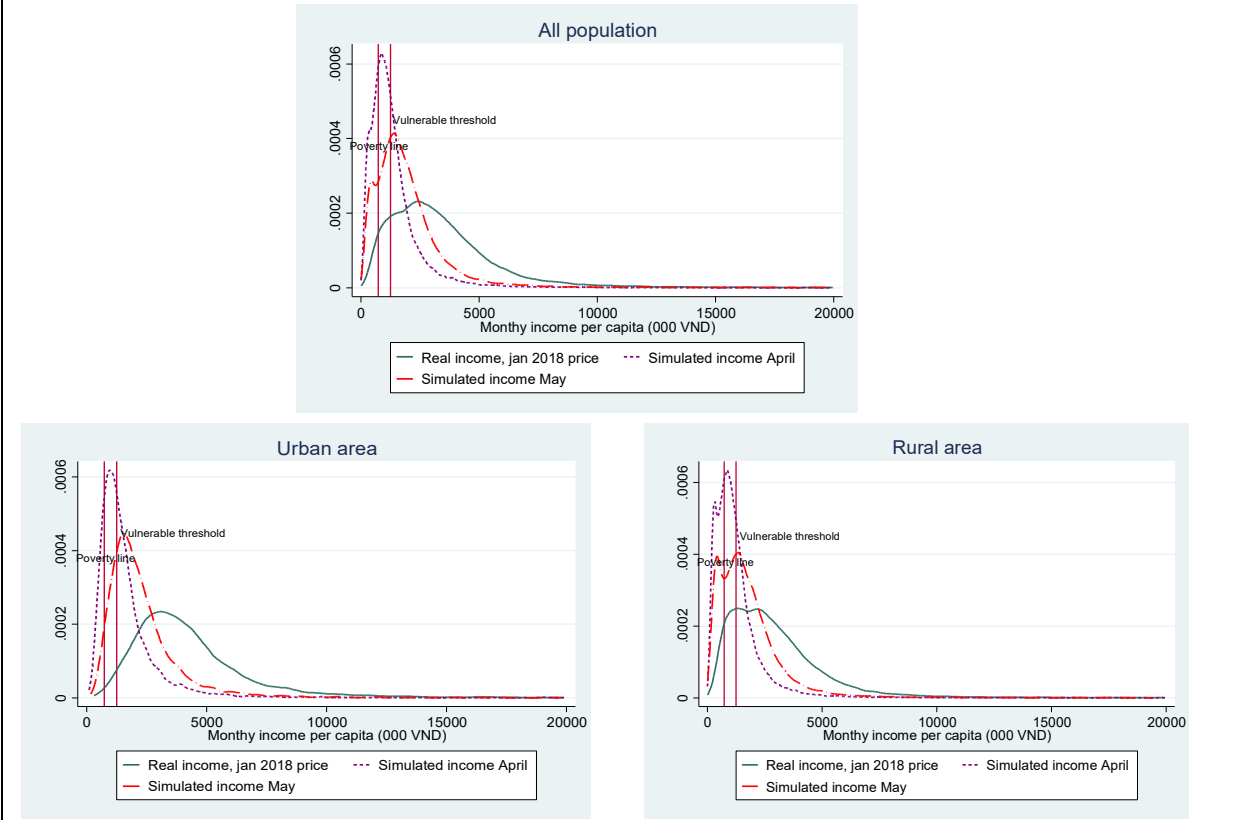 All population
.0006
.0004
.0002
0
Vulnerable threshold
Poverty line
0 5000 10000 15000 20000
Monthy income per capita (000 VND)
Real income, jan 2018 price Simulated income April
Simulated income May
Urban area
.0006
.0004
.0002
0
Vulnerable threshold
Poverty line
0 5000 10000 15000 20000
Monthy income per capita (000 VND)
Real income, jan 2018 price Simulated income April
Simulated income May
Rural area
.0006
.0004
.0002
0
Vulnerable threshold
Poverty line
0 5000 10000 15000 20000
Monthy income per capita (000 VND)
Real income, jan 2018 price Simulated income April
Simulated income May